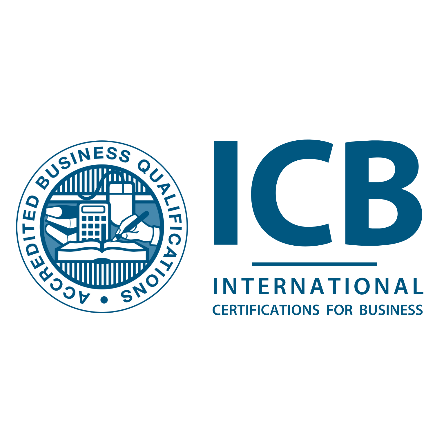 ACCREDITED BUSINESS QUALIFICATIONS •
ICB
INTERNATIONAL
CERTIFICATIONS FOR BUSINESS